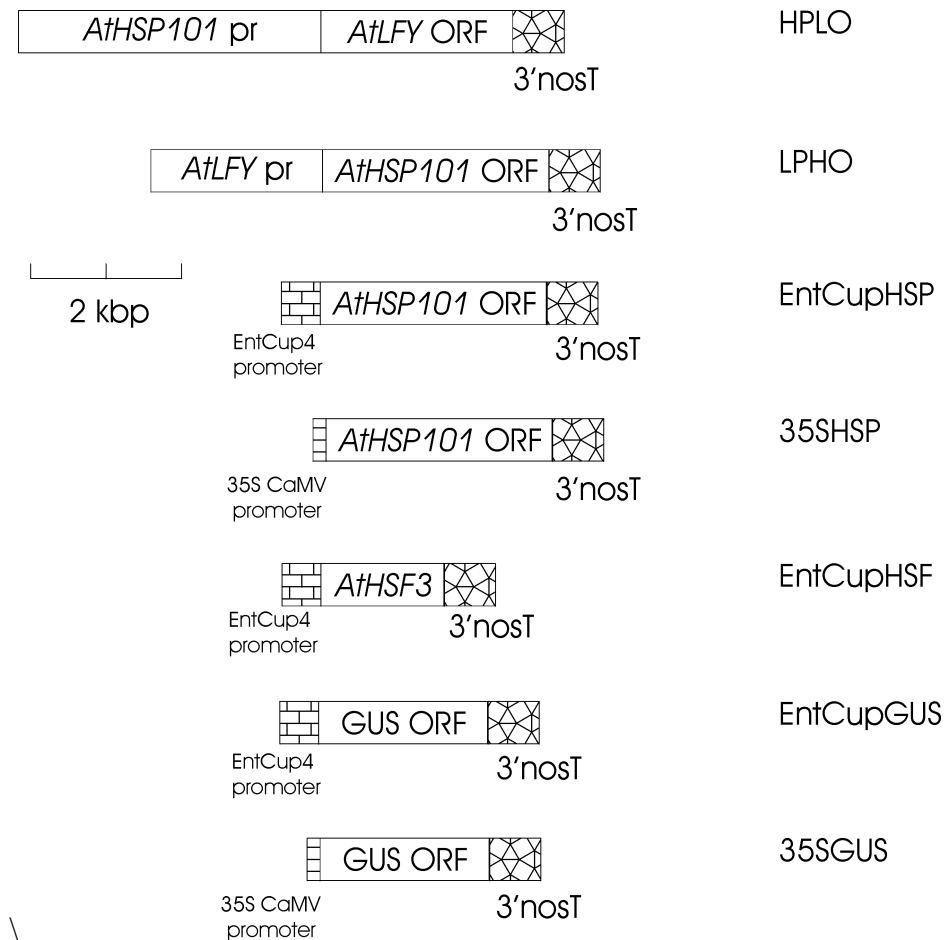 AtHSP101 pr AtLFY ORF HPLO
3'nosT
AtLFY pr AtHSP101 ORF LPHO
3'nosT
2 kbp
AtHSP101 ORF EntCupHSP
EntCup4
promoter
3'nosT
AtHSP101 ORF 35SHSP
35S CaMV
promoter
3'nosT
AtHSF3 EntCupHSF
EntCup4
promoter
3'nosT
GUS ORF EntCupGUS
EntCup4
promoter
3'nosT
GUS ORF 35SGUS
35S CaMV
promoter
3'nosT